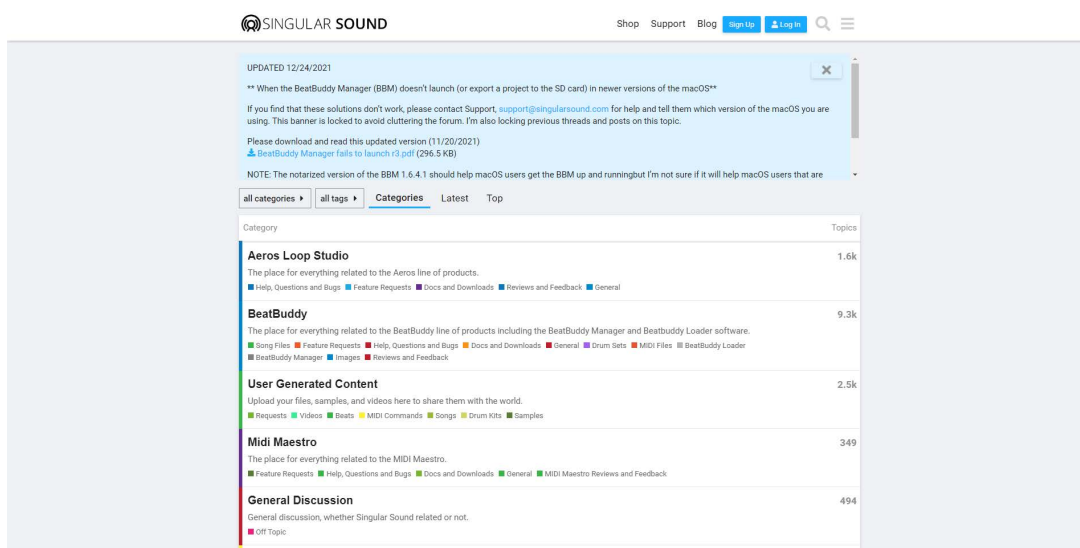 SINGULAR SOUND
Shop Support Blog Sign Up Log In
UPDATED 12/24/2021
** When the BeatBuddy Manager (BBM) doesn't launch (or export a project to the SD card) in newer versions of the macOS**
If you find that these solutions don't work, please contact Support, support@singularsound.com for help and tell them which version of the macOS you are
using. This banner is locked to avoid cluttering the forum. I'm also locking previous threads and posts on this topic.
Please download and read this updated version (11/20/2021)
BeatBuddy Manager fails to launch r3.pdf (296.5 KB)
NOTE: The notarized version of the BBM 1.6.4.1 should help macOS users get the BBM up and runningbut I'm not sure if it will help macOS users that are
all categories all tags Categories Latest Top
Category Topics
Aeros Loop Studio 1.6k
The place for everything related to the Aeros line of products.
Help, Questions and Bugs Feature Requests Docs and Downloads Reviews and Feedback General
BeatBuddy 9.3k
The place for everything related to the BeatBuddy line of products including the BeatBuddy Manager and Beatbuddy Loader software.
Song Files Feature Requests Help, Questions and Bugs Docs and Downloads General Drum Sets MIDI Files BeatBuddy Loader
BeatBuddy Manager Images Reviews and Feedback
User Generated Content 2.5k
Upload your files, samples, and videos here to share them with the world.
Requests Videos Beats MIDI Commands Songs Drum Kits Samples
Midi Maestro 349
The place for everything related to the MIDI Maestro.
Feature Requests Help, Questions and Bugs Docs and Downloads General MIDI Maestro Reviews and Feedback
General Discussion 494
General discussion, whether Singular Sound related or not.
Off Topic